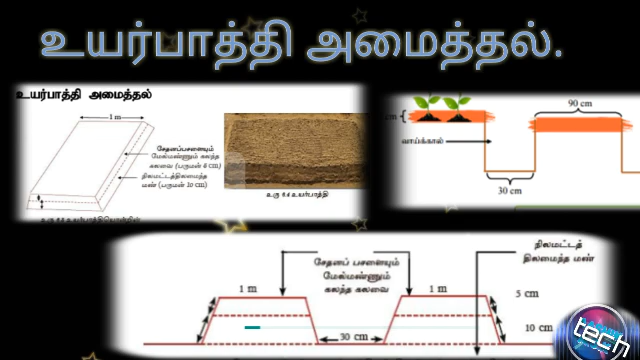 உயர்பாத்தி அமைத்தல்.
உயர்பாத்தி அமைத்தல்
1 m
சேதனப்பசளையும்
மேல்மண்ணும் கலந்த
கலவை (பருமன் 5 cm)
நிலமட்டத்திலமைந்த
மண் (பருமன் 10 cm)
உரு 6.4 உயர்பாத்தி
90 cm
cm
வாய்க்கால்
30 cm
நிலமட்டத்
திலமைந்த மண்
சேதனப் பசளையும்
மேல்மண்ணும்
கலந்த கலவை
1 m
1 m
5 cm
30 cm
10 cm
tech